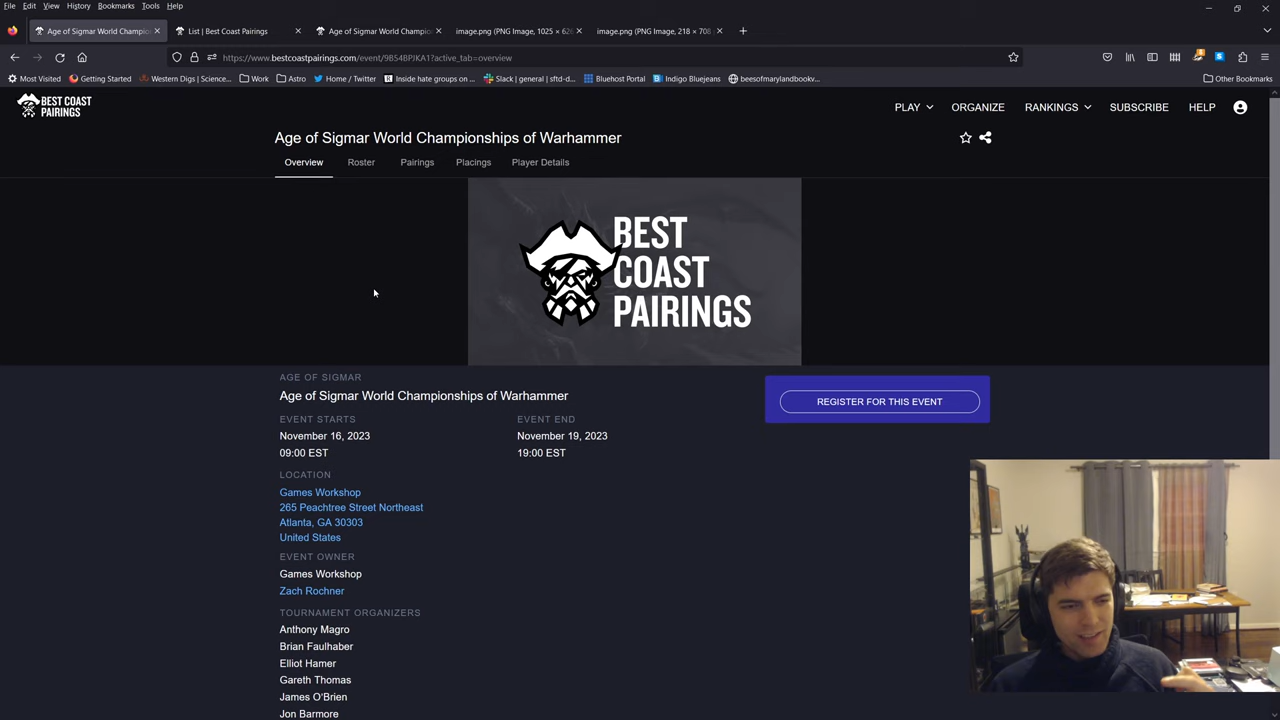 File Edit View History Bookmarks Tools Help
Age of Sigmar World Champio
List | Best Coast Pairings
Age of Sigmar World Champion
image.png (PNG Image, 1025 × 62
image.png (PNG Image, 218 × 708
https://www.bestcoastpairings.com/event/9B54BPJKA1?active_tab=overview
Most Visited Getting Started Western Digs | Science... Work Astro Home / Twitter Inside hate groups on ... Slack | general | sftd-d... Bluehost Portal Indigo Bluejeans beesofmarylandbookv... Other Bookmarks
BEST COAST
PAIRINGS
PLAY ORGANIZE RANKINGS SUBSCRIBE HELP
Age of Sigmar World Championships of Warhammer
Overview Roster Pairings Placings Player Details
BEST
COAST
PAIRINGS
AGE OF SIGMAR
Age of Sigmar World Championships of Warhammer
REGISTER FOR THIS EVENT
EVENT STARTS EVENT END
November 16, 2023 November 19, 2023
09:00 EST 19:00 EST
LOCATION
Games Workshop
265 Peachtree Street Northeast
Atlanta, GA 30303
United States
EVENT OWNER
Games Workshop
Zach Rochner
TOURNAMENT ORGANIZERS
Anthony Magro
Brian Faulhaber
Elliot Hamer
Gareth Thomas
James O'Brien
Jon Barmore